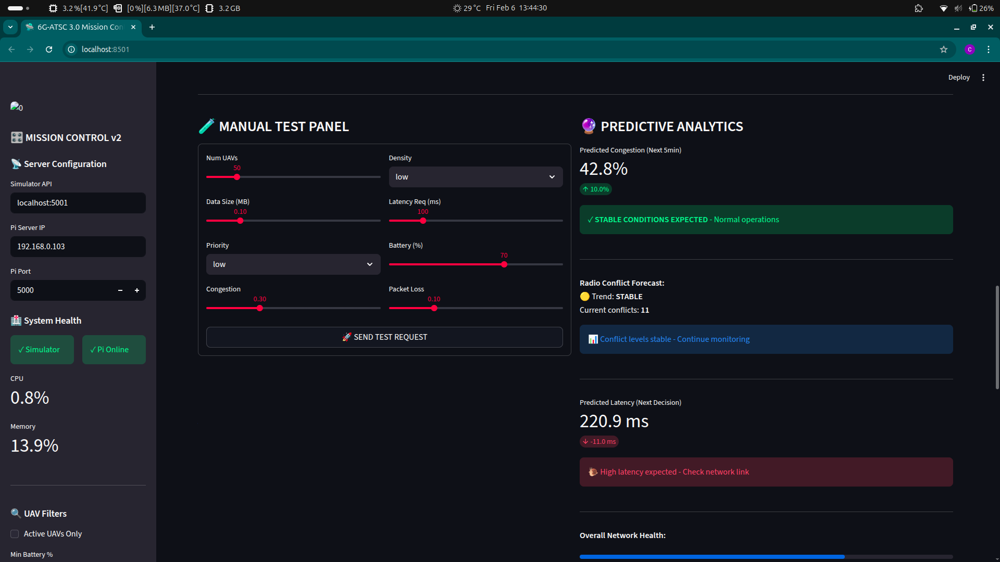 3.2%[41.9°C] [0%][6.3MB][37.0°C] 3.2GB 29°C Fri Feb 6 13:44:30 26%
6G-ATSC 3.0 Mission Con
localhost:8501 C
Deploy
0
MISSION CONTROL v2
Server Configuration
Simulator API
localhost:5001
Pi Server IP
192.168.0.103
Pi Port
5000
System Health
✓ Simulator ✓ Pi Online
CPU
0.8%
Memory
13.9%
UAV Filters
Active UAVs Only
Min Battery %
MANUAL TEST PANEL
Num UAVs
50
Density
low
Data Size (MB)
0.10
Latency Req (ms)
100
Priority
low
Battery (%)
70
Congestion
0.30
Packet Loss
0.10
SEND TEST REQUEST
PREDICTIVE ANALYTICS
Predicted Congestion (Next 5min)
42.8%
↑ 10.0%
✓ STABLE CONDITIONS EXPECTED - Normal operations
Radio Conflict Forecast:
Trend: STABLE
Current conflicts: 11
Conflict levels stable - Continue monitoring
Predicted Latency (Next Decision)
220.9 ms
↓ -11.0 ms
High latency expected - Check network link
Overall Network Health: